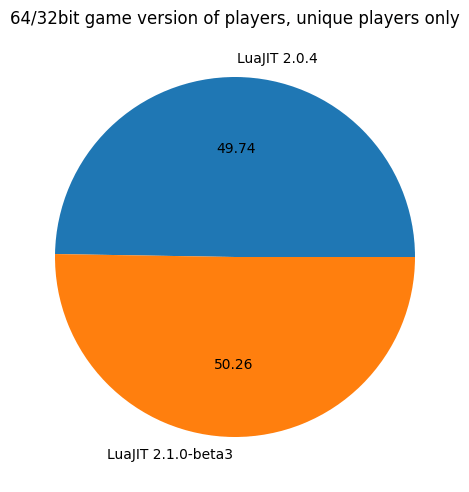 64/32bit game version of players, unique players only
LuaJIT 2.0.4
49.74
50.26
LuaJIT 2.1.0-beta3